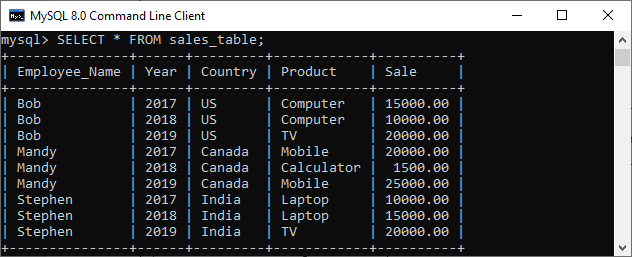 MySQL 8.0 Command Line Client
mysql> SELECT * FROM sales_table;
+---------------+------+---------+------------+----------+
| Employee_Name | Year | Country | Product    | Sale     |
+---------------+------+---------+------------+----------+
| Bob           | 2017 | US      | Computer   | 15000.00 |
| Bob           | 2018 | US      | Computer   | 10000.00 |
| Bob           | 2019 | US      | TV         | 20000.00 |
| Mandy         | 2017 | Canada  | Mobile     | 20000.00 |
| Mandy         | 2018 | Canada  | Calculator |  1500.00 |
| Mandy         | 2019 | Canada  | Mobile     | 25000.00 |
| Stephen       | 2017 | India   | Laptop     | 10000.00 |
| Stephen       | 2018 | India   | Laptop     | 15000.00 |
| Stephen       | 2019 | India   | TV         | 20000.00 |
+---------------+------+---------+------------+----------+